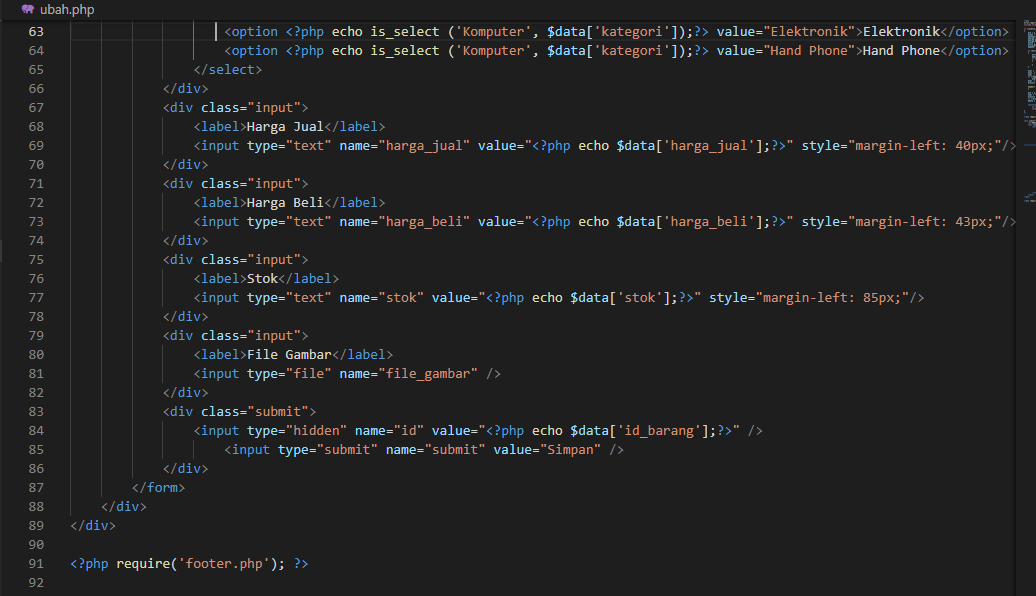 ubah.php
63 <option <?php echo is_select ('Komputer', $data['kategori']);?> value="Elektronik">Elektronik</option>
64 <option <?php echo is_select ('Komputer', $data['kategori']);?> value="Hand Phone">Hand Phone</option>
65 </select>
66 </div>
67 <div class="input">
68 <label>Harga Jual</label>
69 <input type="text" name="harga_jual" value="<?php echo $data['harga_jual'];?>" style="margin-left: 40px;"/>
70 </div>
71 <div class="input">
72 <label>Harga Beli</label>
73 <input type="text" name="harga_beli" value="<?php echo $data['harga_beli'];?>" style="margin-left: 43px;"/>
74 </div>
75 <div class="input">
76 <label>Stok</label>
77 <input type="text" name="stok" value="<?php echo $data['stok'];?>" style="margin-left: 85px;"/>
78 </div>
79 <div class="input">
80 <label>File Gambar</label>
81 <input type="file" name="file_gambar" />
82 </div>
83 <div class="submit">
84 <input type="hidden" name="id" value="<?php echo $data['id_barang'];?>" />
85 <input type="submit" name="submit" value="Simpan" />
86 </div>
87 </form>
88 </div>
89 </div>
90
91 <?php require('footer.php'); ?>
92